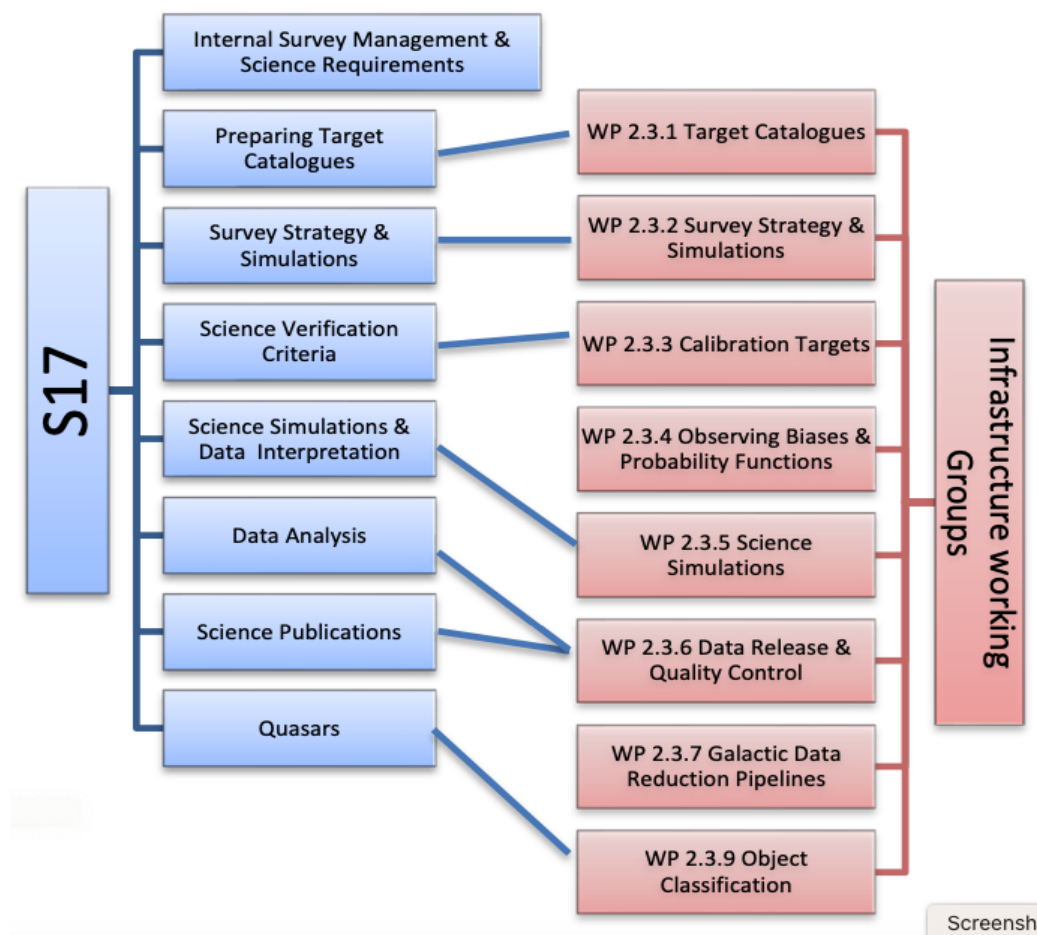 Internal Survey Management &
Science Requirements
Preparing Target
Catalogues
Survey Strategy &
Simulations
Science Verification
Criteria
S17
Science Simulations &
Data Interpretation
Data Analysis
Science Publications
Quasars
WP 2.3.1 Target Catalogues
WP 2.3.2 Survey Strategy &
Simulations
WP 2.3.3 Calibration Targets
WP 2.3.4 Observing Biases &
Probability Functions
WP 2.3.5 Science
Simulations
WP 2.3.6 Data Release &
Quality Control
WP 2.3.7 Galactic Data
Reduction Pipelines
WP 2.3.9 Object
Classification
Infrastructure working
Groups
Screensh